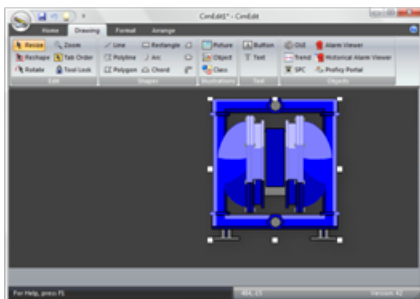 CimEdit1* - CimEdit
Home Drawing Format Arrange
Resize Zoom Line Rectangle Picture Button OLE Alarm Viewer
Reshape Tab Order Polyline Arc Object Text Trend Historical Alarm Viewer
Rotate Tool Lock Polygon Chord Class SPC Proficy Portal
Edit Shapes Illustrations Text Objects
For Help, press F1